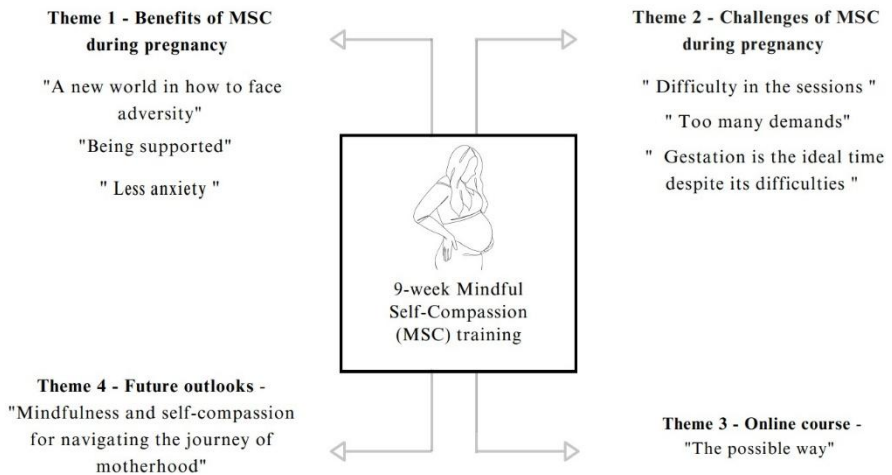 Theme 1 - Benefits of MSC
during pregnancy
"A new world in how to face
adversity"
"Being supported"
" Less anxiety "
Theme 2 - Challenges of MSC
during pregnancy
" Difficulty in the sessions "
" Too many demands"
" Gestation is the ideal time
despite its difficulties "
9-week Mindful
Self-Compassion
(MSC) training
Theme 4 - Future outlooks -
"Mindfulness and self-compassion
for navigating the journey of
motherhood"
Theme 3 - Online course -
"The possible way"